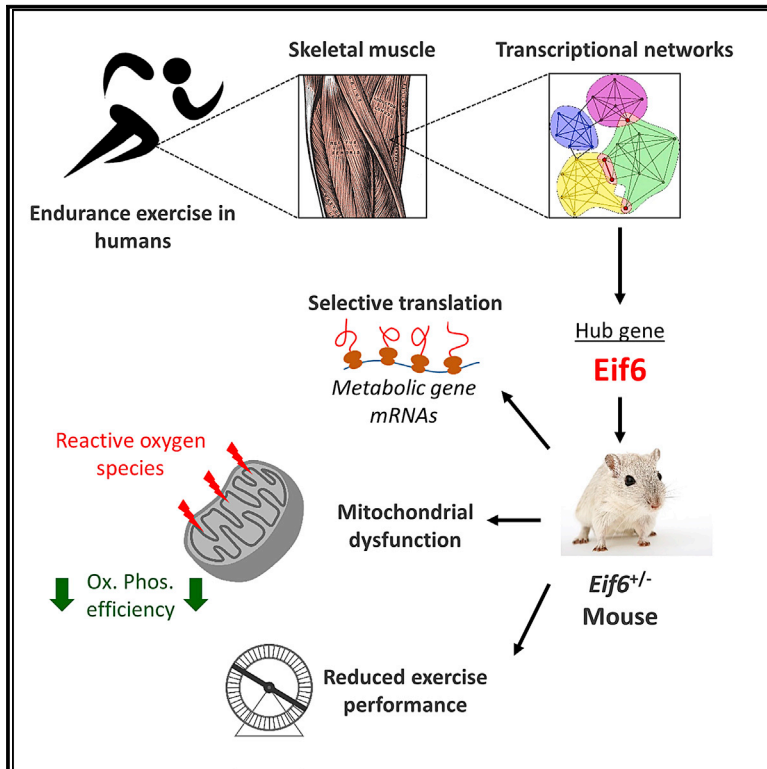 Skeletal muscle
Transcriptional networks
Endurance exercise in
humans
Selective translation
Hub gene
Eif6
Metabolic gene
mRNAs
Reactive oxygen
species
Mitochondrial
dysfunction
Ox. Phos.
efficiency
Eif6+/-
Mouse
Reduced exercise
performance